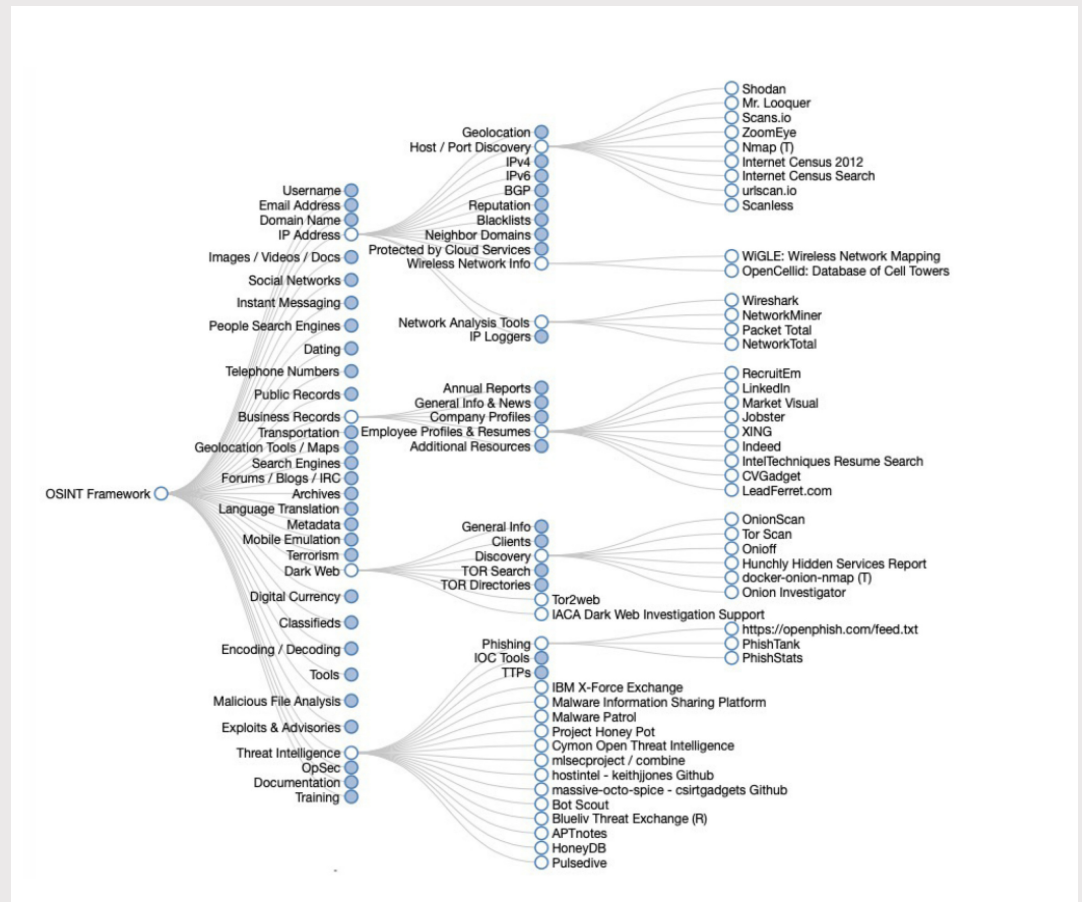 OSINT Framework
Username
Email Address
Domain Name
IP Address
Images / Videos / Docs
Social Networks
Instant Messaging
People Search Engines
Dating
Telephone Numbers
Public Records
Business Records
Transportation
Geolocation Tools / Maps
Search Engines
Forums / Blogs / IRC
Archives
Language Translation
Metadata
Mobile Emulation
Terrorism
Dark Web
Digital Currency
Classifieds
Encoding / Decoding
Tools
Malicious File Analysis
Exploits & Advisories
Threat Intelligence
OpSec
Documentation
Training
Geolocation
Host / Port Discovery
IPv4
IPv6
BGP
Reputation
Blacklists
Neighbor Domains
Protected by Cloud Services
Wireless Network Info
Network Analysis Tools
IP Loggers
Annual Reports
General Info & News
Company Profiles
Employee Profiles & Resumes
Additional Resources
General Info
Clients
Discovery
TOR Search
TOR Directories
Tor2web
IACA Dark Web Investigation Support
Phishing
IOC Tools
TTPs
IBM X-Force Exchange
Malware Information Sharing Platform
Malware Patrol
Project Honey Pot
Cymon Open Threat Intelligence
mlsecproject / combine
hostintel - keithjjones Github
massive-octo-spice - csirtgadgets Github
Bot Scout
Blueliv Threat Exchange (R)
APTnotes
HoneyDB
Pulsedive
Shodan
Mr. Looquer
Scans.io
ZoomEye
Nmap (T)
Internet Census 2012
Internet Census Search
urlscan.io
Scanless
WiGLE: Wireless Network Mapping
OpenCellid: Database of Cell Towers
Wireshark
NetworkMiner
Packet Total
NetworkTotal
RecruitEm
LinkedIn
Market Visual
Jobster
XING
Indeed
IntelTechniques Resume Search
CVGadget
LeadFerret.com
OnionScan
Tor Scan
Onioff
Hunchly Hidden Services Report
docker-onion-nmap (T)
Onion Investigator
https://openphish.com/feed.txt
PhishTank
PhishStats